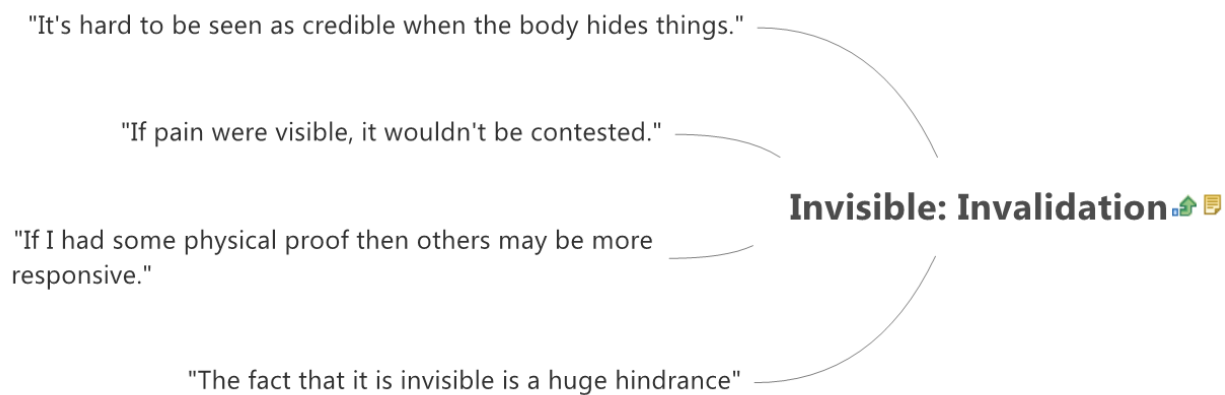 "It's hard to be seen as credible when the body hides things."
"If pain were visible, it wouldn't be contested."
Invisible: Invalidation
"If I had some physical proof then others may be more
responsive."
"The fact that it is invisible is a huge hindrance"